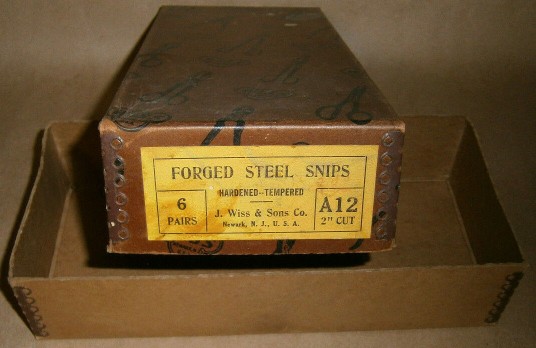 FORGED STEEL SNIPS
HARDENED--TEMPERED
6
PAIRS
J. Wiss & Sons Co.
Newark, N. J., U. S. A.
A12
2" CUT